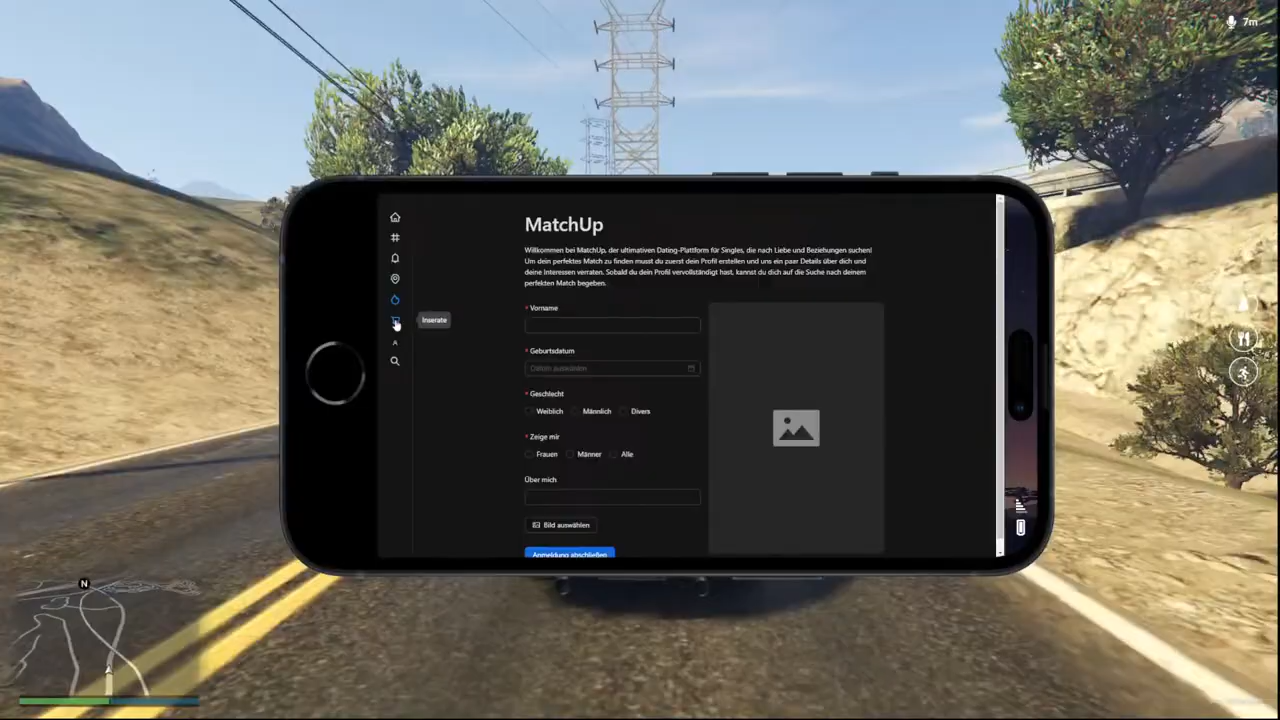 7m
MatchUp
Willkommen bei MatchUp, der ultimativen Dating-Plattform für Singles, die nach Liebe und Beziehungen suchen!
Um dein perfektes Match zu finden musst du zuerst dein Profil erstellen und uns ein paar Details über dich und
deine Interessen verraten. Sobald du dein Profil vervollständigt hast, kannst du dich auf die Suche nach deinem
perfekten Match begeben.
* Vorname
* Geburtsdatum
Datum auswählen
* Geschlecht
Weiblich Männlich Divers
* Zeige mir
Frauen Männer Alle
Über mich
Bild auswählen
Anmeldung abschließen
Inserate
A
N